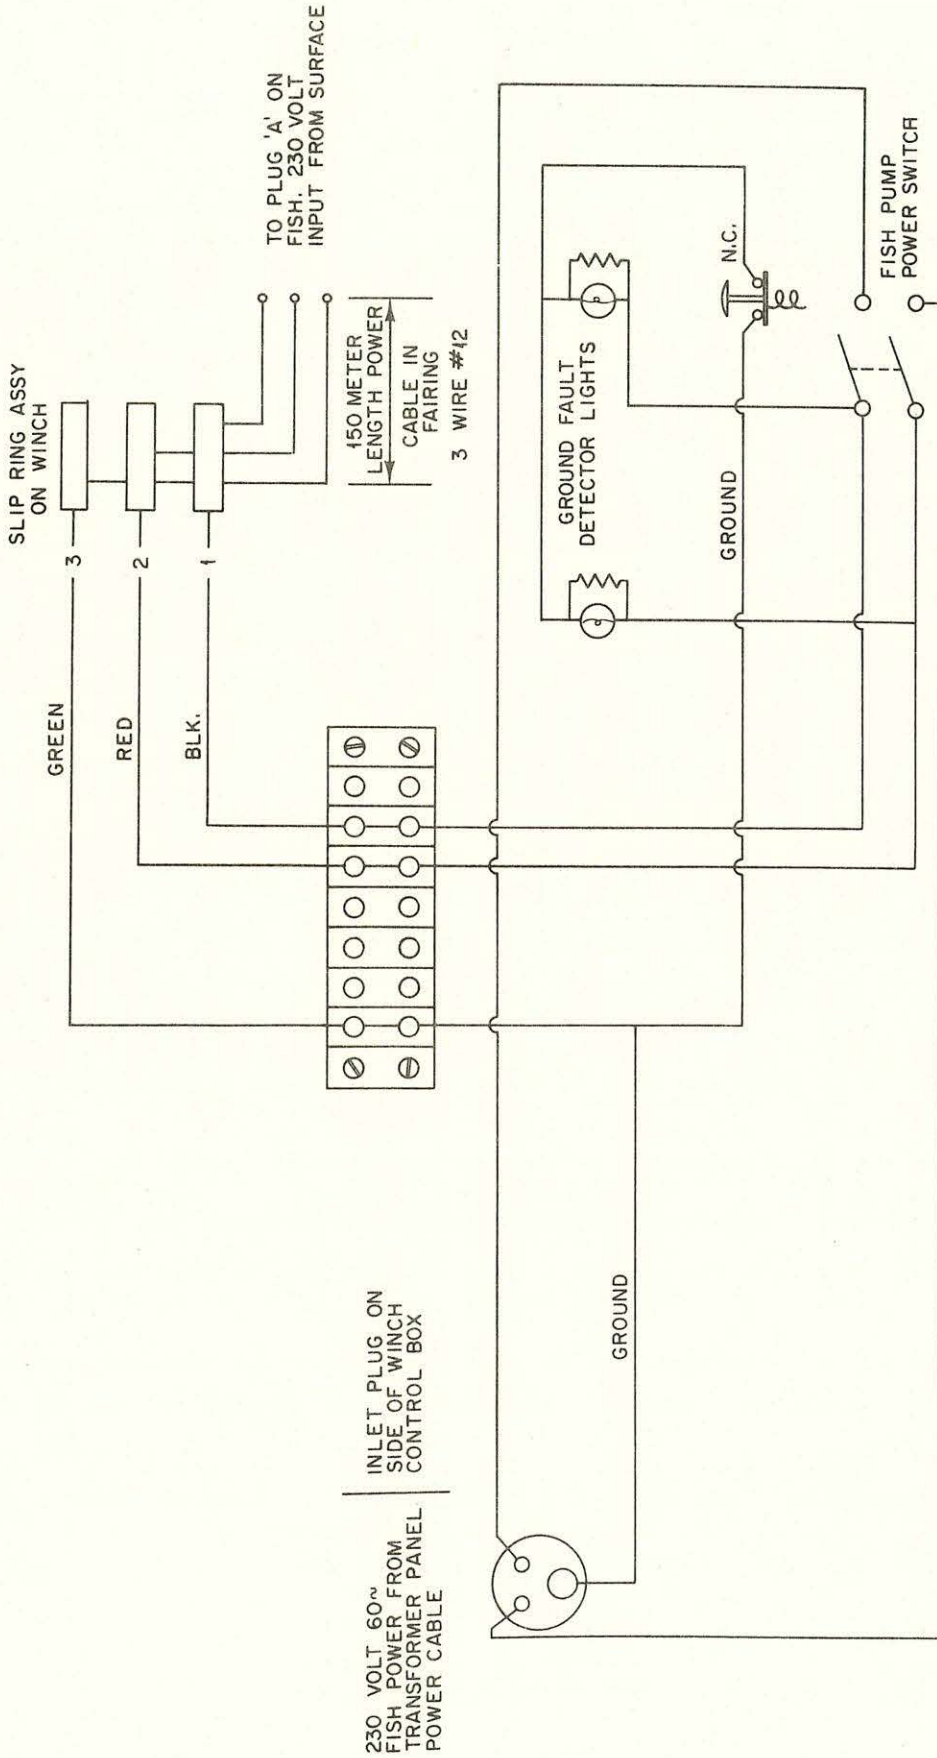 SLIP RING ASSY
ON WINCH
3
2
1
GREEN
RED
BLK.
TO PLUG 'A' ON
FISH. 230 VOLT
INPUT FROM SURFACE
150 METER
LENGTH POWER
CABLE IN
FAIRING
3 WIRE #12
230 VOLT 60~
FISH POWER FROM
TRANSFORMER PANEL
POWER CABLE
INLET PLUG ON
SIDE OF WINCH
CONTROL BOX
GROUND
GROUND FAULT
DETECTOR LIGHTS
GROUND
N.C.
FISH PUMP
POWER SWITCH